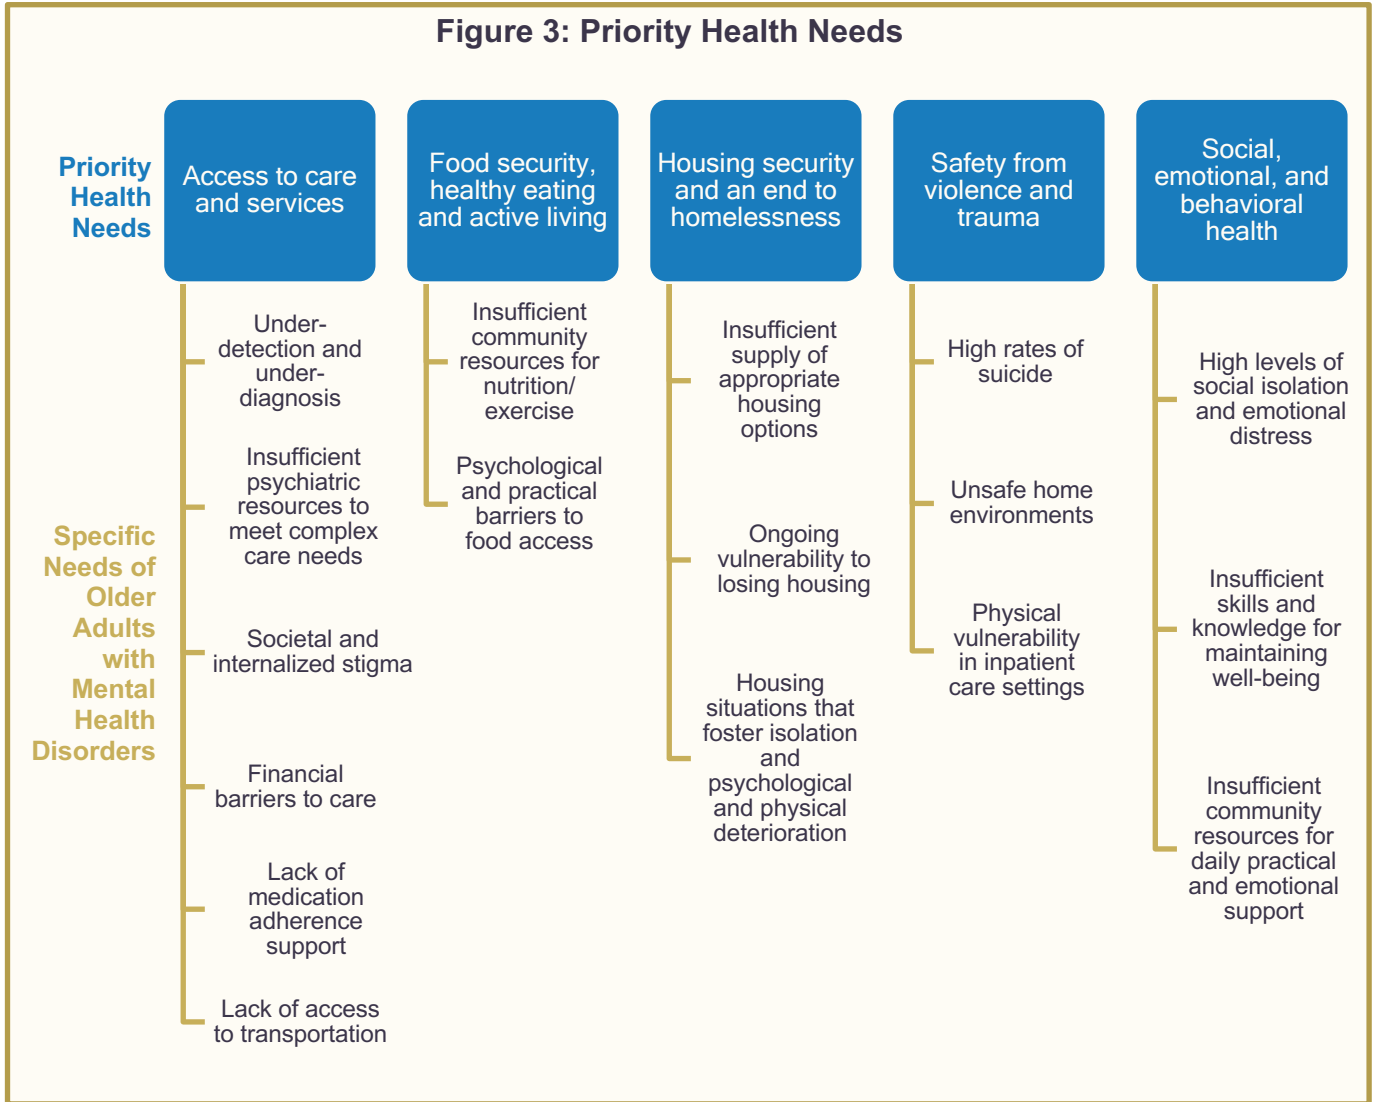 Figure 3: Priority Health Needs
Priority
Health
Needs
Access to care
and services
Food security,
healthy eating
and active living
Housing security
and an end to
homelessness
Safety from
violence and
trauma
Social,
emotional, and
behavioral
health
Specific
Needs of
Older
Adults
with
Mental
Health
Disorders
Under-
detection and
under-
diagnosis
Insufficient
psychiatric
resources to
meet complex
care needs
Societal and
internalized stigma
Financial
barriers to care
Lack of
medication
adherence
support
Lack of access
to transportation
Insufficient
community
resources for
nutrition/
exercise
Psychological
and practical
barriers to
food access
Insufficient
supply of
appropriate
housing
options
Ongoing
vulnerability to
losing housing
Housing
situations that
foster isolation
and
psychological
and physical
deterioration
High rates of
suicide
Unsafe home
environments
Physical
vulnerability
in inpatient
care settings
High levels of
social isolation
and emotional
distress
Insufficient
skills and
knowledge for
maintaining
well-being
Insufficient
community
resources for
daily practical
and emotional
support